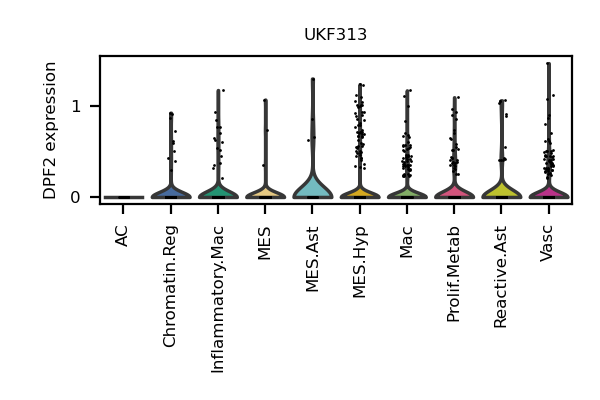 UKF313
DPF2 expression
1
0
AC
Chromatin.Reg
Inflammatory.Mac
MES
MES.Ast
MES.Hyp
Mac
Prolif.Metab
Reactive.Ast
Vasc